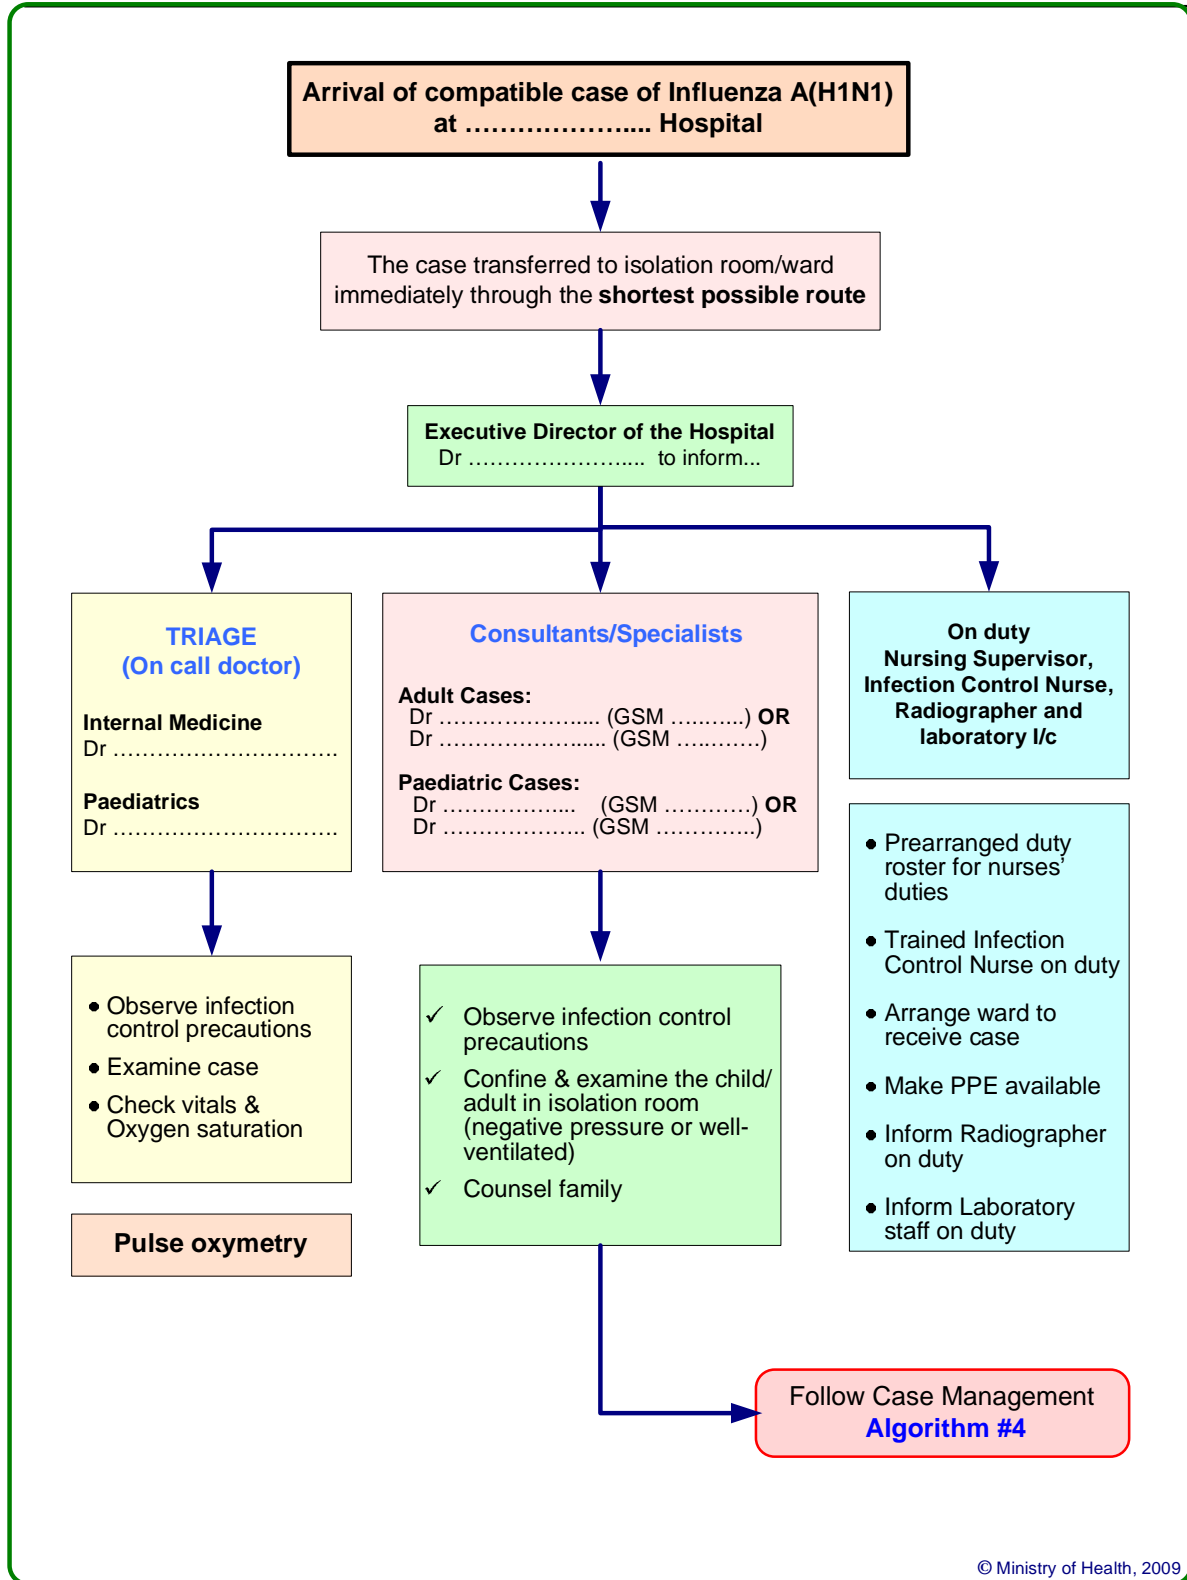 Arrival of compatible case of Influenza A(H1N1)
at ………………….... Hospital
The case transferred to isolation room/ward
immediately through the shortest possible route
Executive Director of the Hospital
Dr ………………….... to inform...
TRIAGE
(On call doctor)
Internal Medicine
Dr ………………………….
Paediatrics
Dr ………………………….
Consultants/Specialists
Adult Cases:
Dr ……………….... (GSM ….…...) OR
Dr ………………...... (GSM ….…….)
Paediatric Cases:
Dr ……………... (GSM …………) OR
Dr ……………….. (GSM …………..)
On duty
Nursing Supervisor,
Infection Control Nurse,
Radiographer and
laboratory I/c
• Observe infection
control precautions
• Examine case
• Check vitals &
Oxygen saturation
Pulse oxymetry
✓ Observe infection control
precautions
✓ Confine & examine the child/
adult in isolation room
(negative pressure or well-
ventilated)
✓ Counsel family
• Prearranged duty
roster for nurses’
duties
• Trained Infection
Control Nurse on duty
• Arrange ward to
receive case
• Make PPE available
• Inform Radiographer
on duty
• Inform Laboratory
staff on duty
Follow Case Management
Algorithm #4
© Ministry of Health, 2009